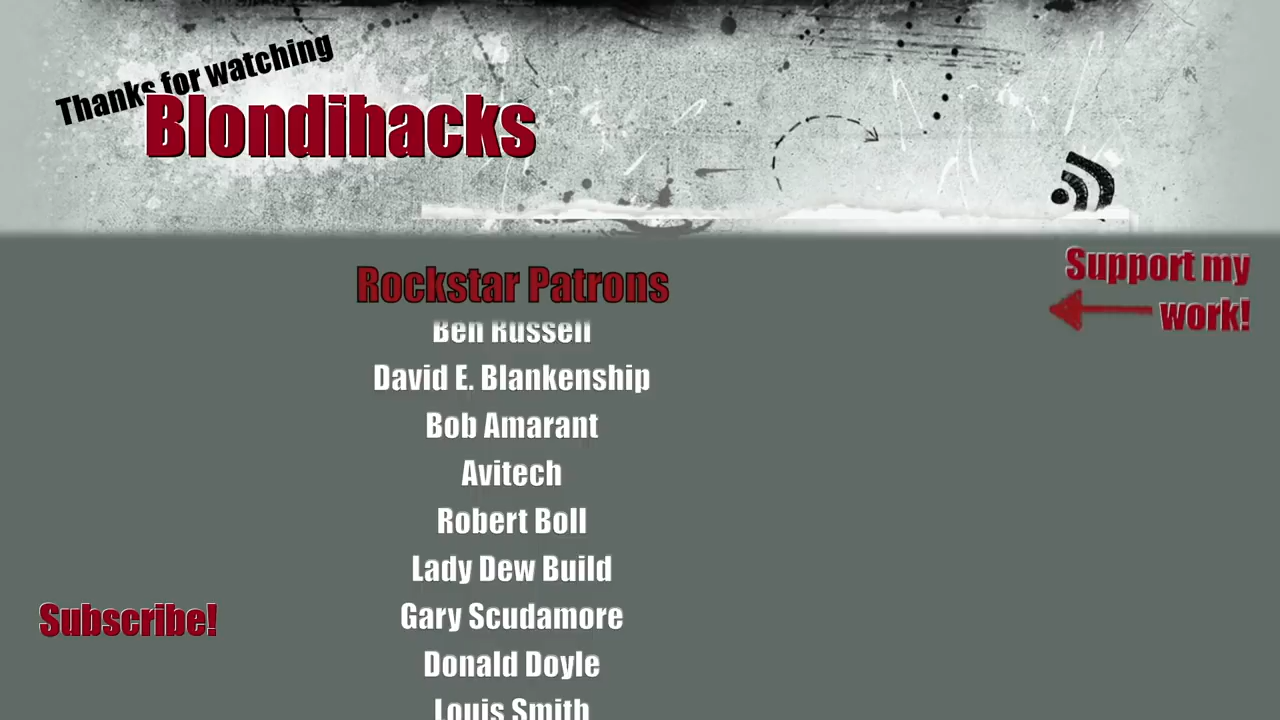 Thanks for watching
Blondihacks
Support my
work!
Rockstar Patrons
Ben Russell
David E. Blankenship
Bob Amarant
Avitech
Robert Boll
Lady Dew Build
Gary Scudamore
Subscribe!
Donald Doyle
Louis Smith